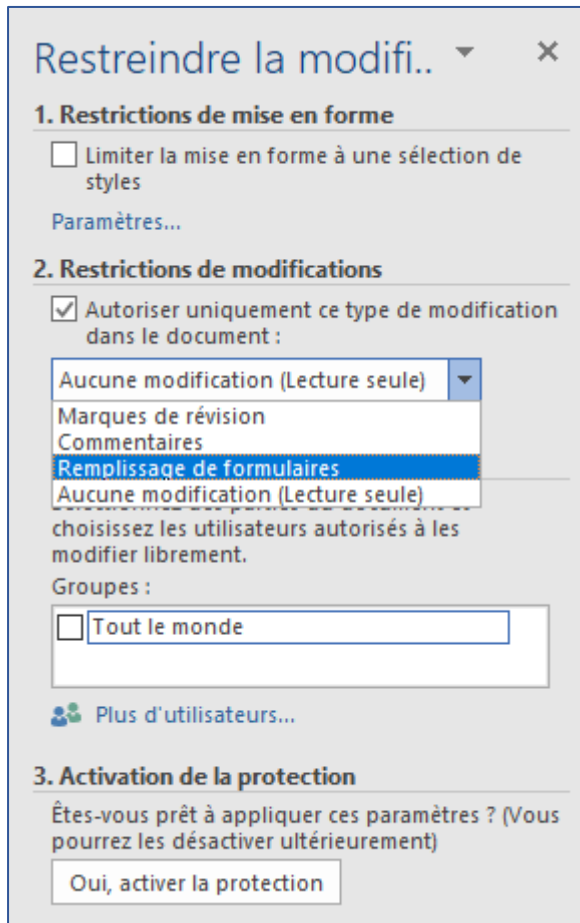 Restreindre la modifi..
1. Restrictions de mise en forme
Limiter la mise en forme à une sélection de
styles
Paramètres...
2. Restrictions de modifications
Autoriser uniquement ce type de modification
dans le document :
Aucune modification (Lecture seule)
Marques de révision
Commentaires
Remplissage de formulaires
Aucune modification (Lecture seule)
choisissez les utilisateurs autorisés à les
modifier librement.
Groupes :
Tout le monde
Plus d'utilisateurs...
3. Activation de la protection
Êtes-vous prêt à appliquer ces paramètres ? (Vous
pourrez les désactiver ultérieurement)
Oui, activer la protection